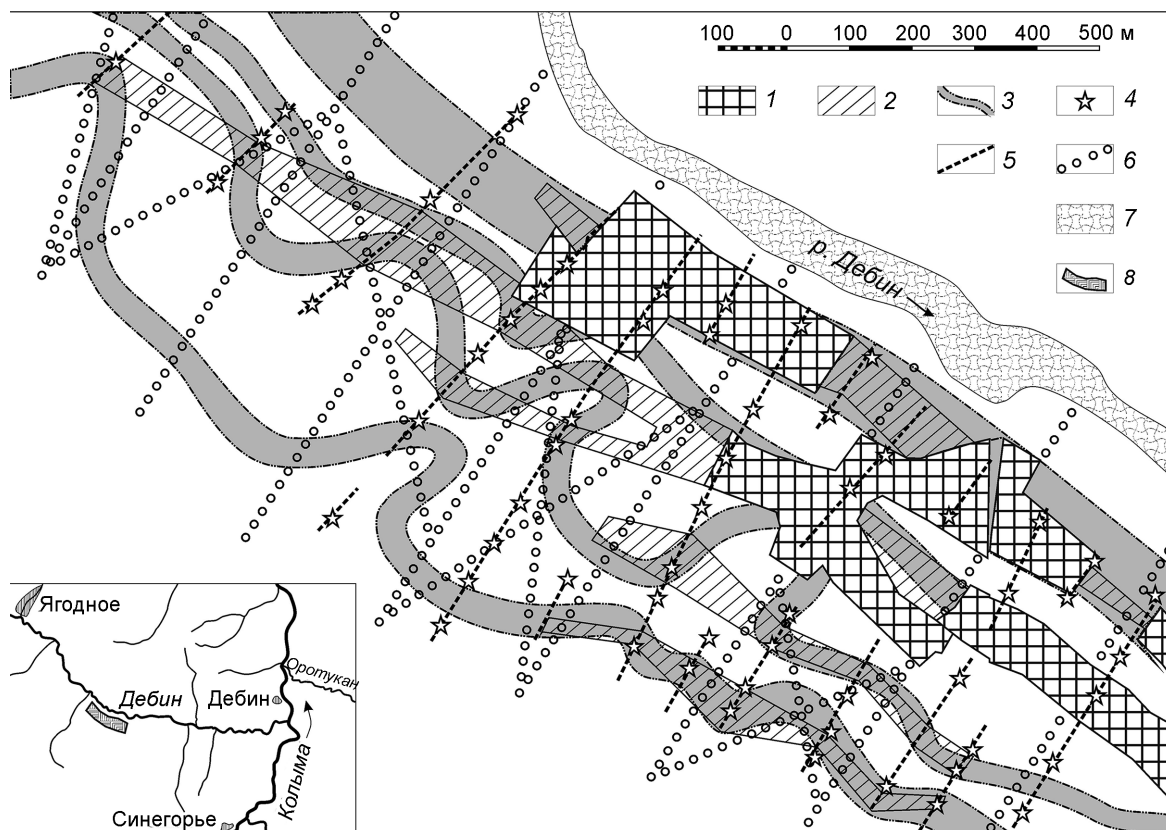 100 0 100 200 300 400 500 м
1 2 3 4
5 6
7
8
р. Дебин
Ягодное
Оротукан
Дебин
Дебин
Колыма
Синегорье